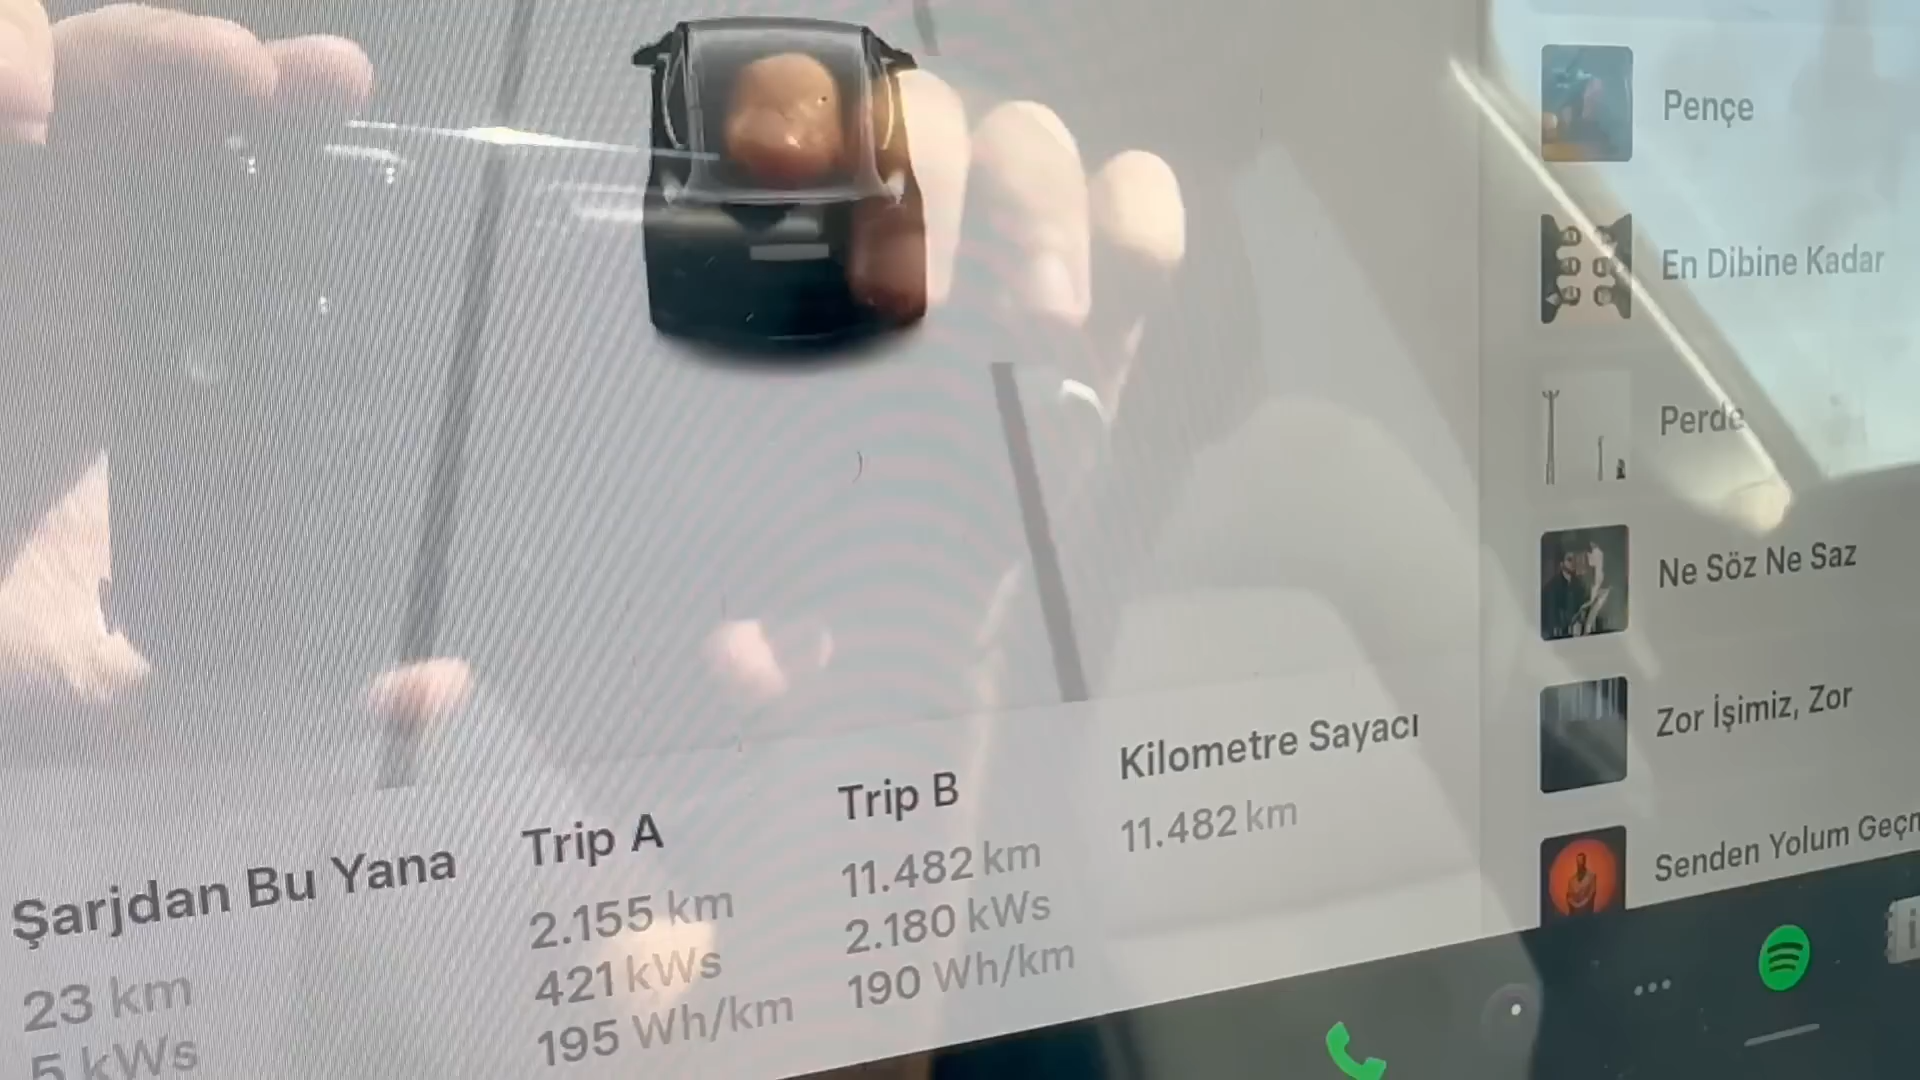 Şarjdan Bu Yana
23 km
5 kWs
Trip A
2.155 km
421 kWs
195 Wh/km
Trip B
11.482 km
2.180 kWs
190 Wh/km
Kilometre Sayacı
11.482 km
Pençe
En Dibine Kadar
Perde
Ne Söz Ne Saz
Zor İşimiz, Zor
Senden Yolum